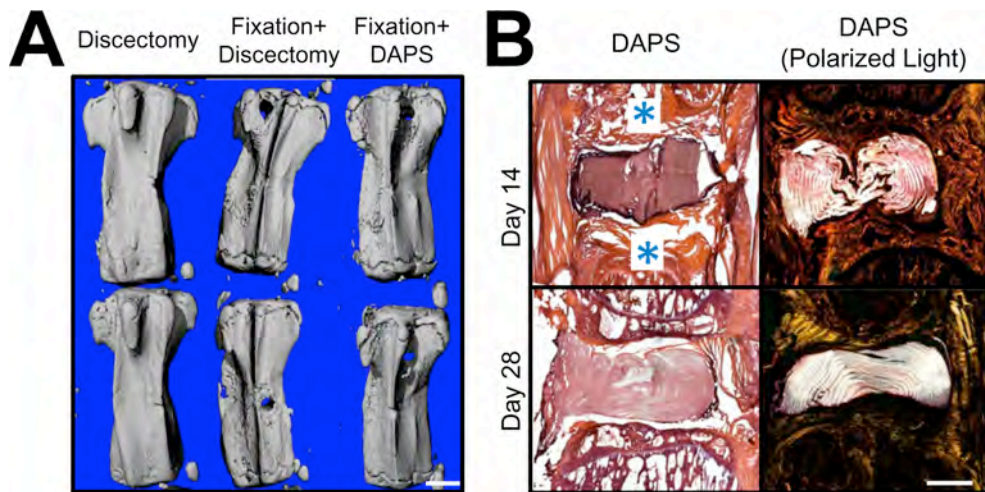 A
Discectomy
Fixation+
Discectomy
Fixation+
DAPS
B
DAPS
DAPS
(Polarized Light)
Day 14
*
*
Day 28